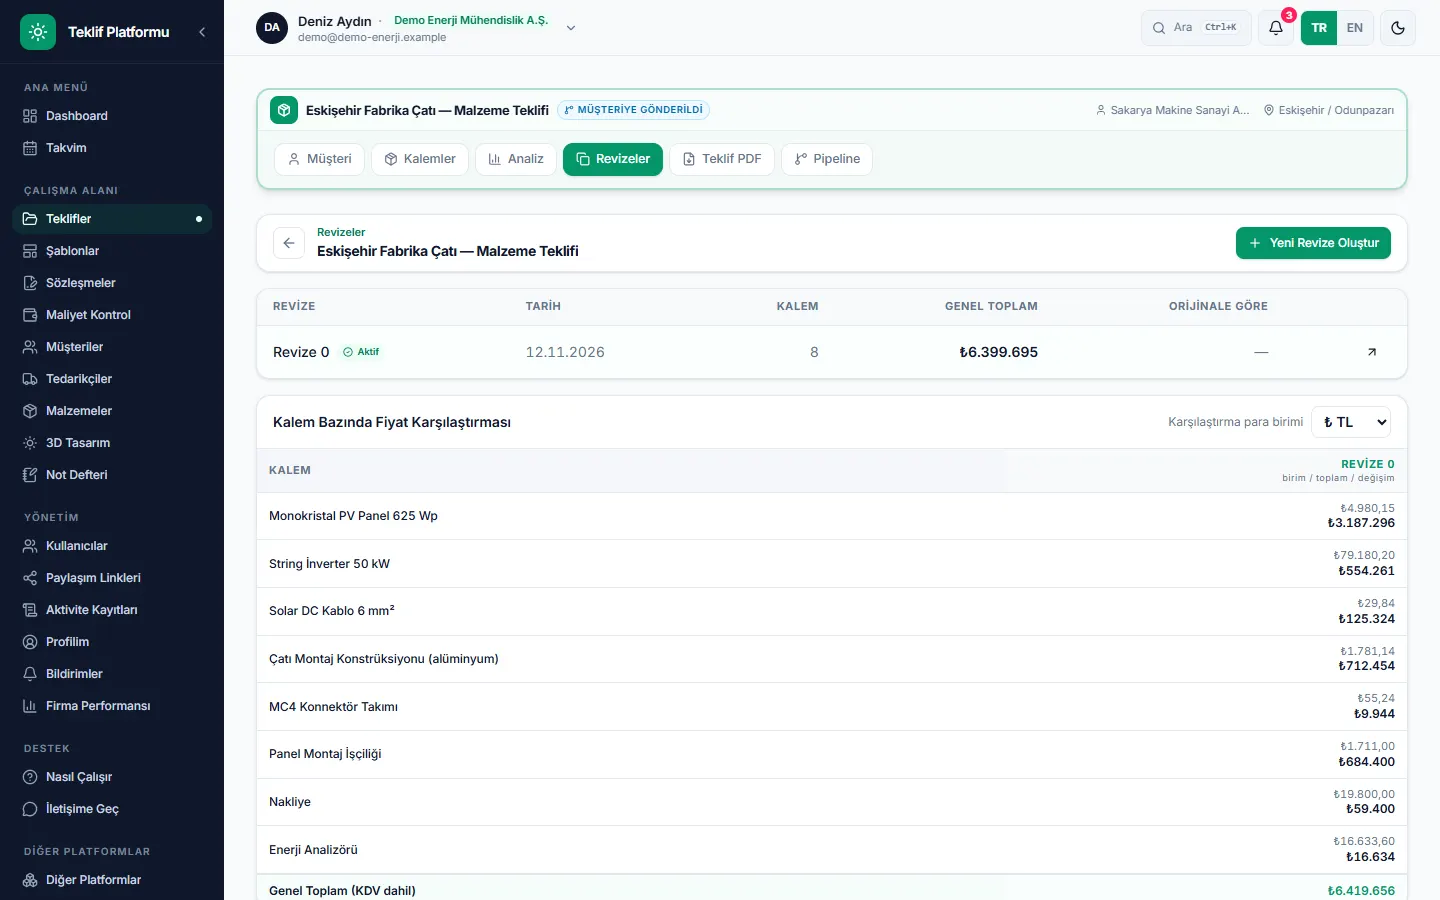 Teklif Platformu
ANA MENÜ
Dashboard
Takvim
ÇALIŞMA ALANI
Teklifler
Şablonlar
Sözleşmeler
Maliyet Kontrol
Müşteriler
Tedarikçiler
Malzemeler
3D Tasarım
Not Defteri
YÖNETİM
Kullanıcılar
Paylaşım Linkleri
Aktivite Kayıtları
Profilim
Bildirimler
Firma Performansı
DESTEK
Nasıl Çalışır
İletişime Geç
DİĞER PLATFORMLAR
Diğer Platformlar
DA
Deniz Aydın · Demo Enerji Mühendislik A.Ş.
demo@demo-enerji.example
Ara Ctrl+K
3
TR EN
Eskişehir Fabrika Çatı — Malzeme Teklifi MÜŞTERİYE GÖNDERİLDİ
Sakarya Makine Sanayi A... Eskişehir / Odunpazarı
Müşteri Kalemler Analiz Revizeler Teklif PDF Pipeline
Revizeler
Eskişehir Fabrika Çatı — Malzeme Teklifi
+ Yeni Revize Oluştur
REVİZE TARİH KALEM GENEL TOPLAM ORİJİNALE GÖRE
Revize 0 Aktif 12.11.2026 8 ₺6.399.695 —
Kalem Bazında Fiyat Karşılaştırması
Karşılaştırma para birimi ₺ TL
KALEM REVİZE 0
birim / toplam / değişim
Monokristal PV Panel 625 Wp ₺4.980,15
₺3.187.296
String İnverter 50 kW ₺79.180,20
₺554.261
Solar DC Kablo 6 mm² ₺29,84
₺125.324
Çatı Montaj Konstrüksiyonu (alüminyum) ₺1.781,14
₺712.454
MC4 Konnektör Takımı ₺55,24
₺9.944
Panel Montaj İşçiliği ₺1.711,00
₺684.400
Nakliye ₺19.800,00
₺59.400
Enerji Analizörü ₺16.633,60
₺16.634
Genel Toplam (KDV dahil) ₺6.419.656